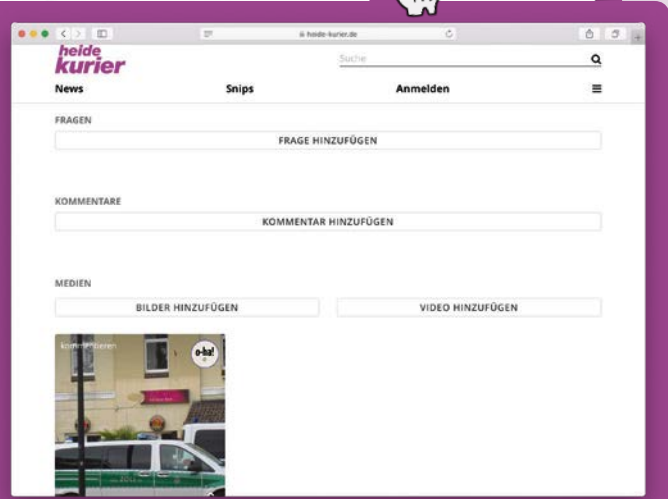 heide-kurier.de
heide
kurier
Suche
News Snips Anmelden
FRAGEN
FRAGE HINZUFÜGEN
KOMMENTARE
KOMMENTAR HINZUFÜGEN
MEDIEN
BILDER HINZUFÜGEN VIDEO HINZUFÜGEN
kommentieren
o-ha!